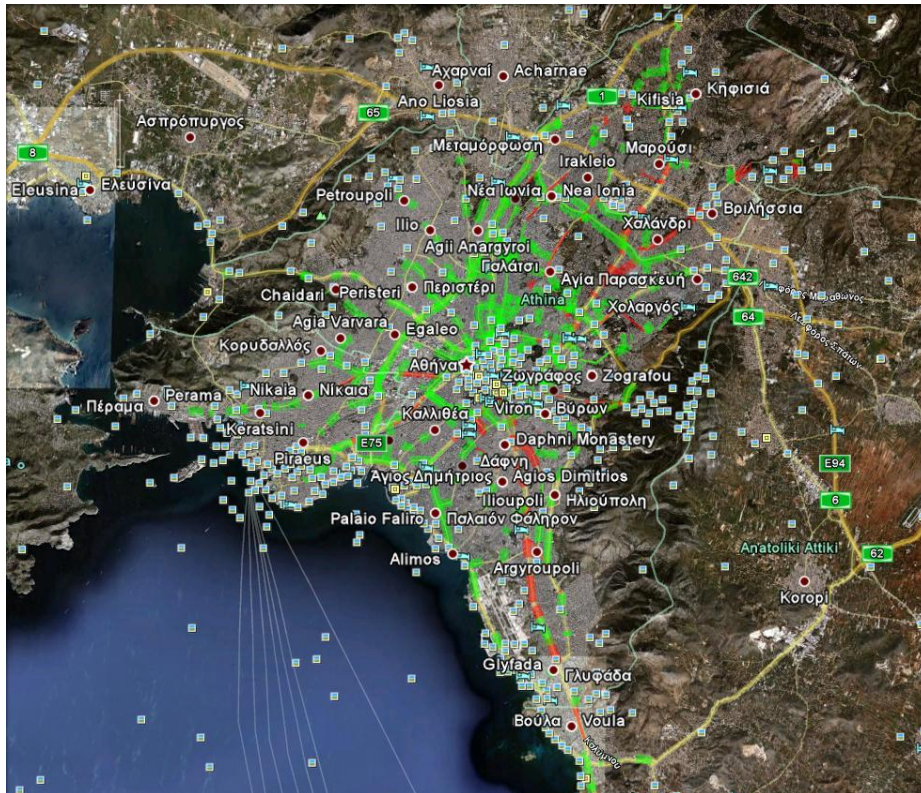 Αχαρναί
Acharnae
Ano Liosia
1
Kifisia
Κηφισιά
65
Ασπρόπυργος
8
Μεταμόρφωση
Μαρούσι
Irakleio
Eleusina
Ελευσίνα
Petroupoli
Νέα Ιωνία
Nea Ionia
Βριλήσσια
Ilio
Agii Anargyroi
Χαλάνδρι
Γαλάτσι
Αγία Παρασκευή
642
Chaidari
Peristeri
Περιστέρι
Athina
Χολαργός
64
Λεωφόρος Μαραθώνος
Λεωφόρος Σπάτων
Agia Varvara
Egaleo
Κορυδαλλός
Αθήνα
Ζωγράφος
Zografou
Πέραμα
Perama
Nikaia
Νίκαια
Keratsini
Καλλιθέα
Viron
Βύρων
Piraeus
E75
Daphni Monastery
Δάφνη
Άγιος Δημήτριος
Agios Dimitrios
E94
Ilioupoli
Ηλιούπολη
6
Palaio Faliro
Παλαιόν Φάληρον
Alimos
Argyroupoli
Anatoliki Attiki
62
Koropi
Glyfada
Γλυφάδα
Βούλα
Voula